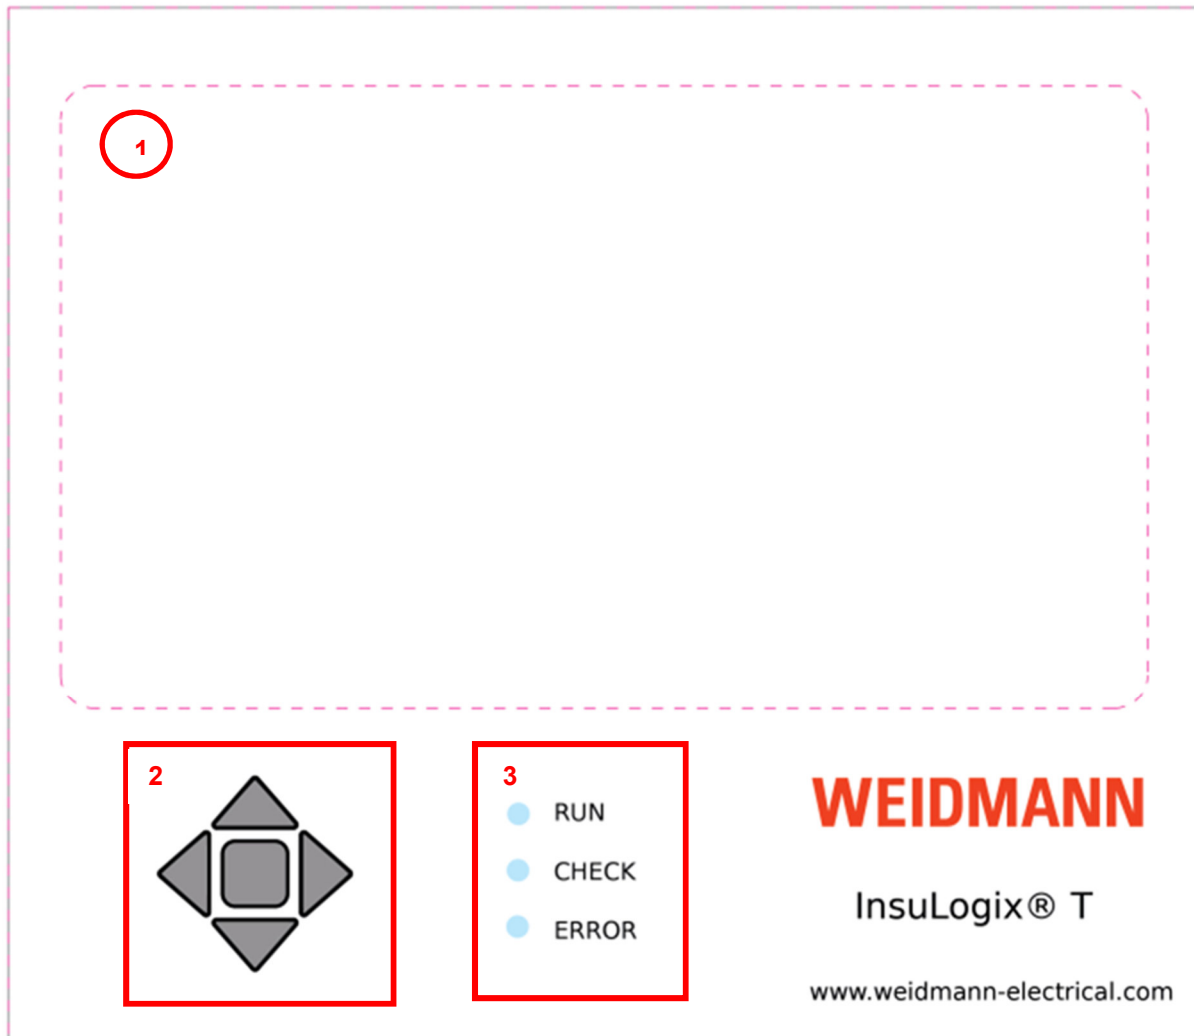 1
2
3
RUN
CHECK
ERROR
WEIDMANN
InsuLogix® T
www.weidmann-electrical.com